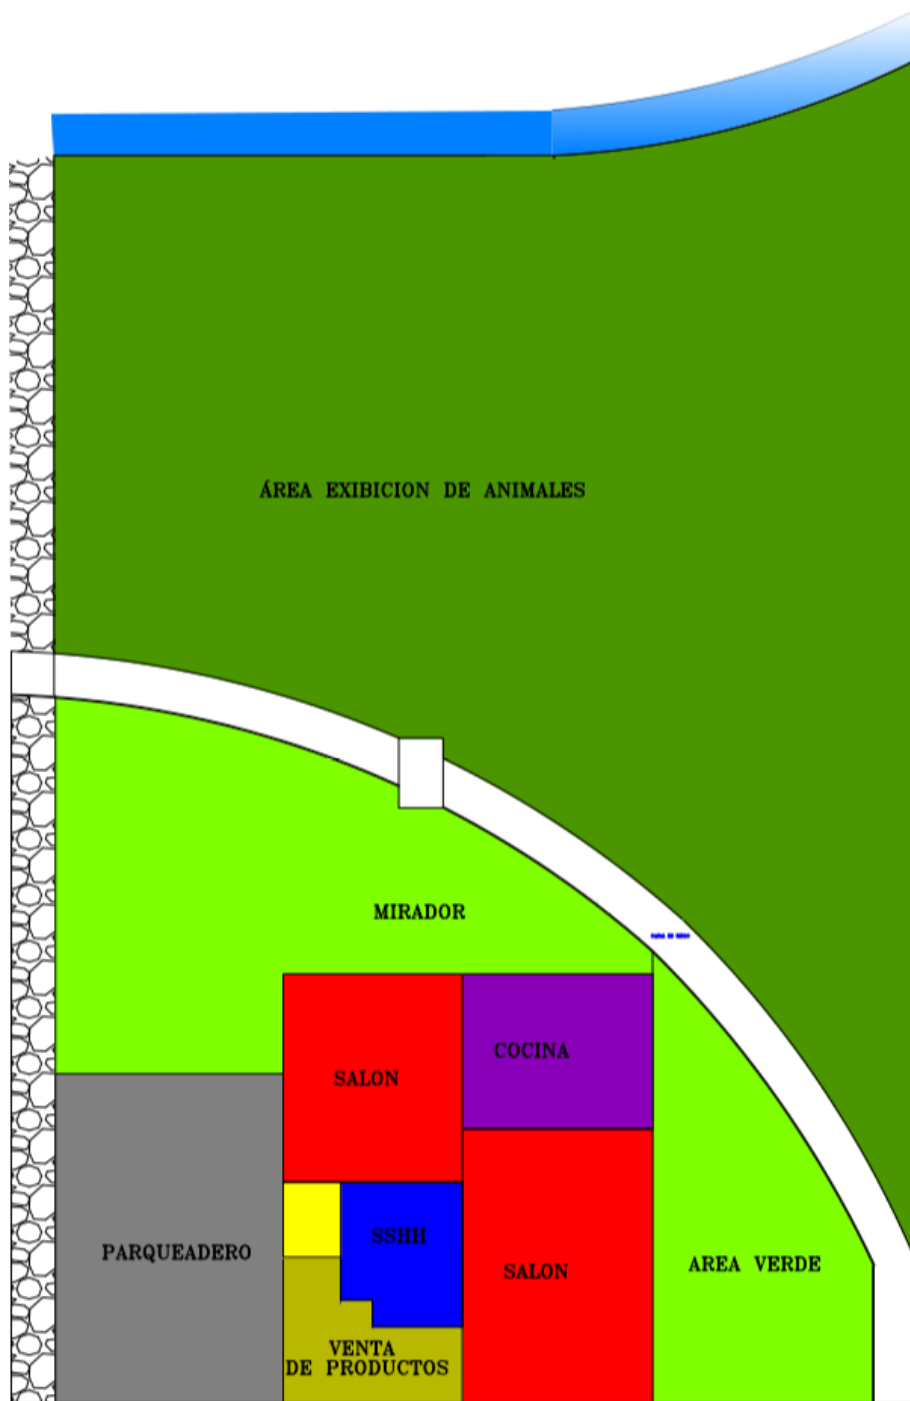 ÁREA EXIBICION DE ANIMALES
MIRADOR
COCINA
SALON
SSHH
PARQUEADERO
SALON
AREA VERDE
VENTA
DE PRODUCTOS